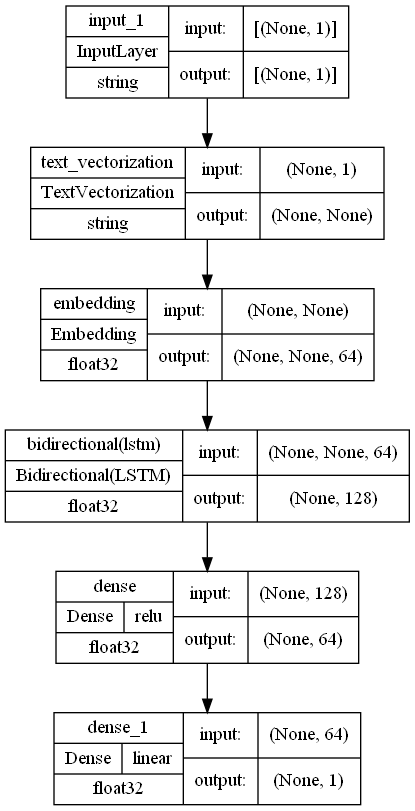 input_1
InputLayer
string
input:
[(None, 1)]
output:
[(None, 1)]
text_vectorization
TextVectorization
string
input:
(None, 1)
output:
(None, None)
embedding
Embedding
float32
input:
(None, None)
output:
(None, None, 64)
bidirectional(lstm)
Bidirectional(LSTM)
float32
input:
(None, None, 64)
output:
(None, 128)
dense
Dense relu
float32
input:
(None, 128)
output:
(None, 64)
dense_1
Dense linear
float32
input:
(None, 64)
output:
(None, 1)